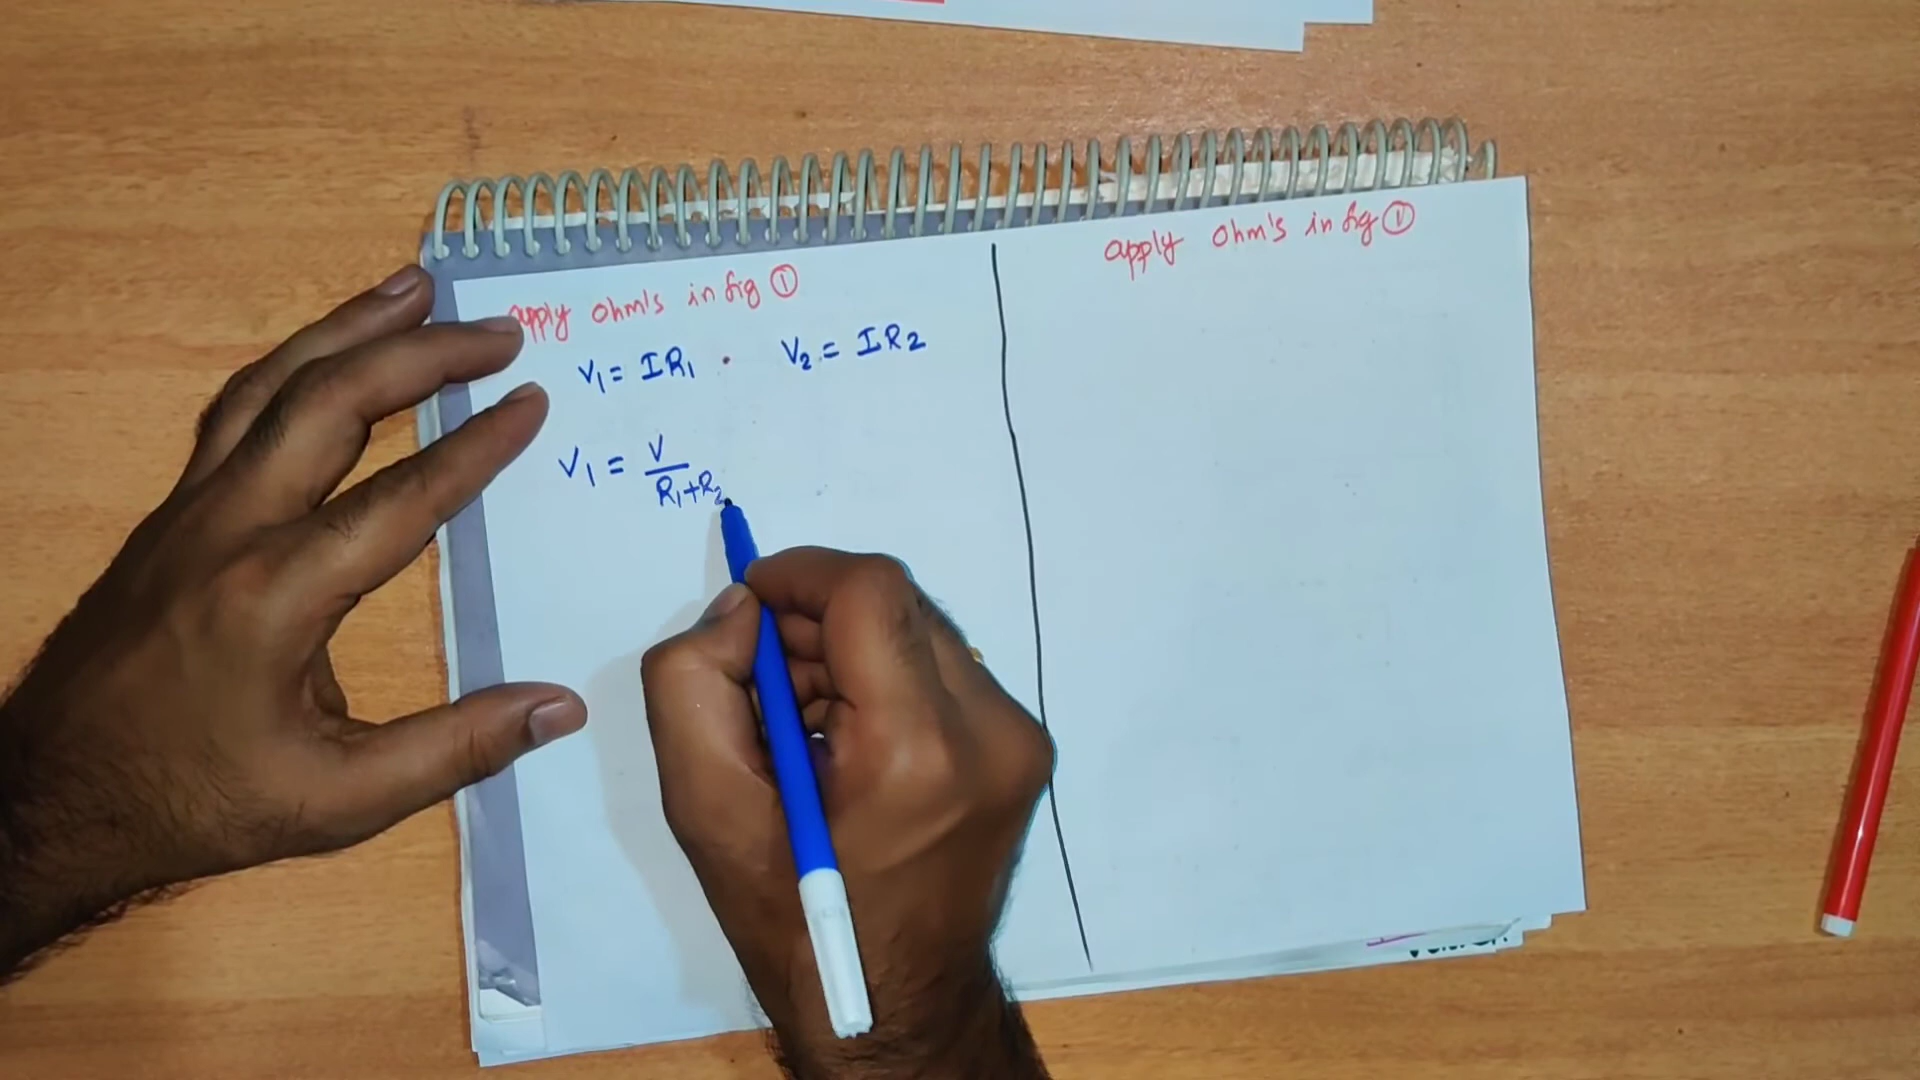 apply ohm's in fig ①
V₁ = IR₁ . V₂ = IR₂
V₁ = V / R₁+R₂
apply ohm's in fig ①